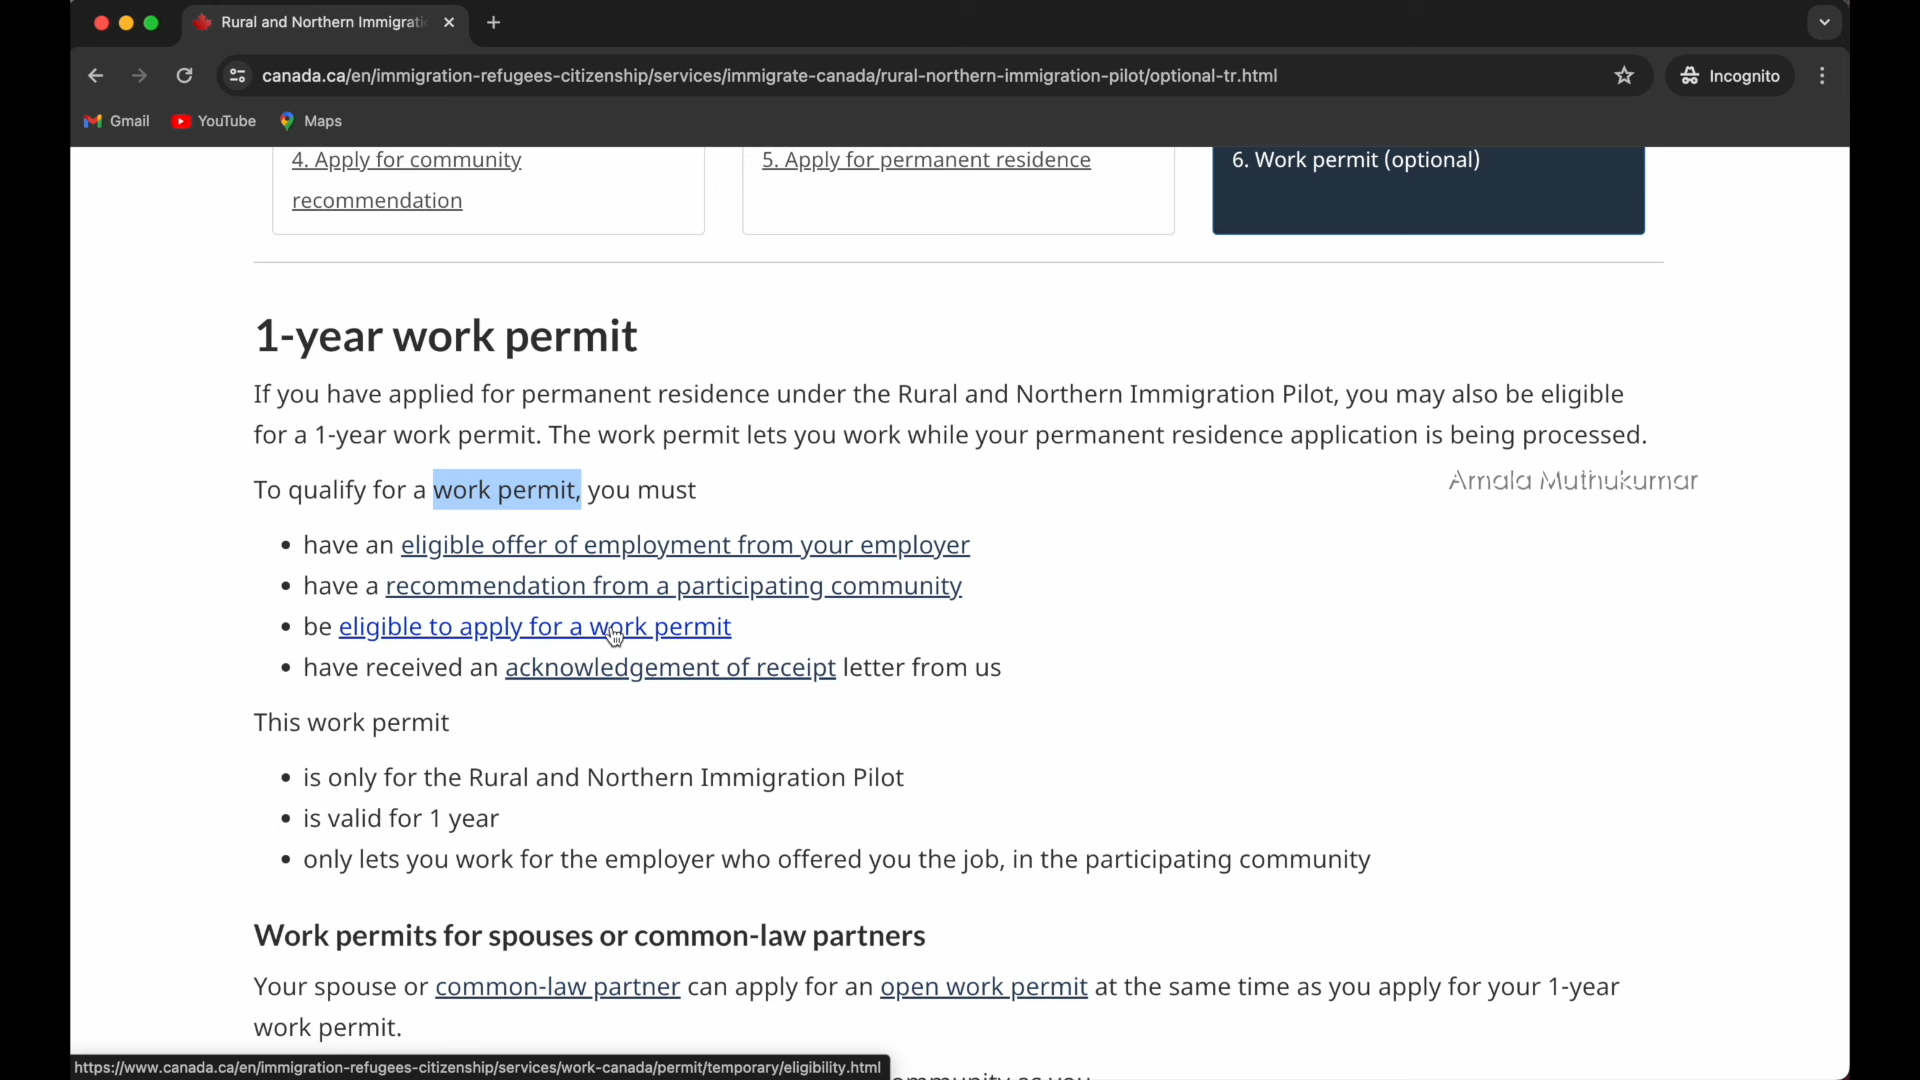 Rural and Northern Immigrati
canada.ca/en/immigration-refugees-citizenship/services/immigrate-canada/rural-northern-immigration-pilot/optional-tr.html
Incognito
Gmail
YouTube
Maps
4. Apply for community
recommendation
5. Apply for permanent residence
6. Work permit (optional)
1-year work permit
If you have applied for permanent residence under the Rural and Northern Immigration Pilot, you may also be eligible
for a 1-year work permit. The work permit lets you work while your permanent residence application is being processed.
To qualify for a work permit, you must
Amala Muthukumar
• have an eligible offer of employment from your employer
• have a recommendation from a participating community
• be eligible to apply for a work permit
• have received an acknowledgement of receipt letter from us
This work permit
• is only for the Rural and Northern Immigration Pilot
• is valid for 1 year
• only lets you work for the employer who offered you the job, in the participating community
Work permits for spouses or common-law partners
Your spouse or common-law partner can apply for an open work permit at the same time as you apply for your 1-year
work permit.
https://www.canada.ca/en/immigration-refugees-citizenship/services/work-canada/permit/temporary/eligibility.html